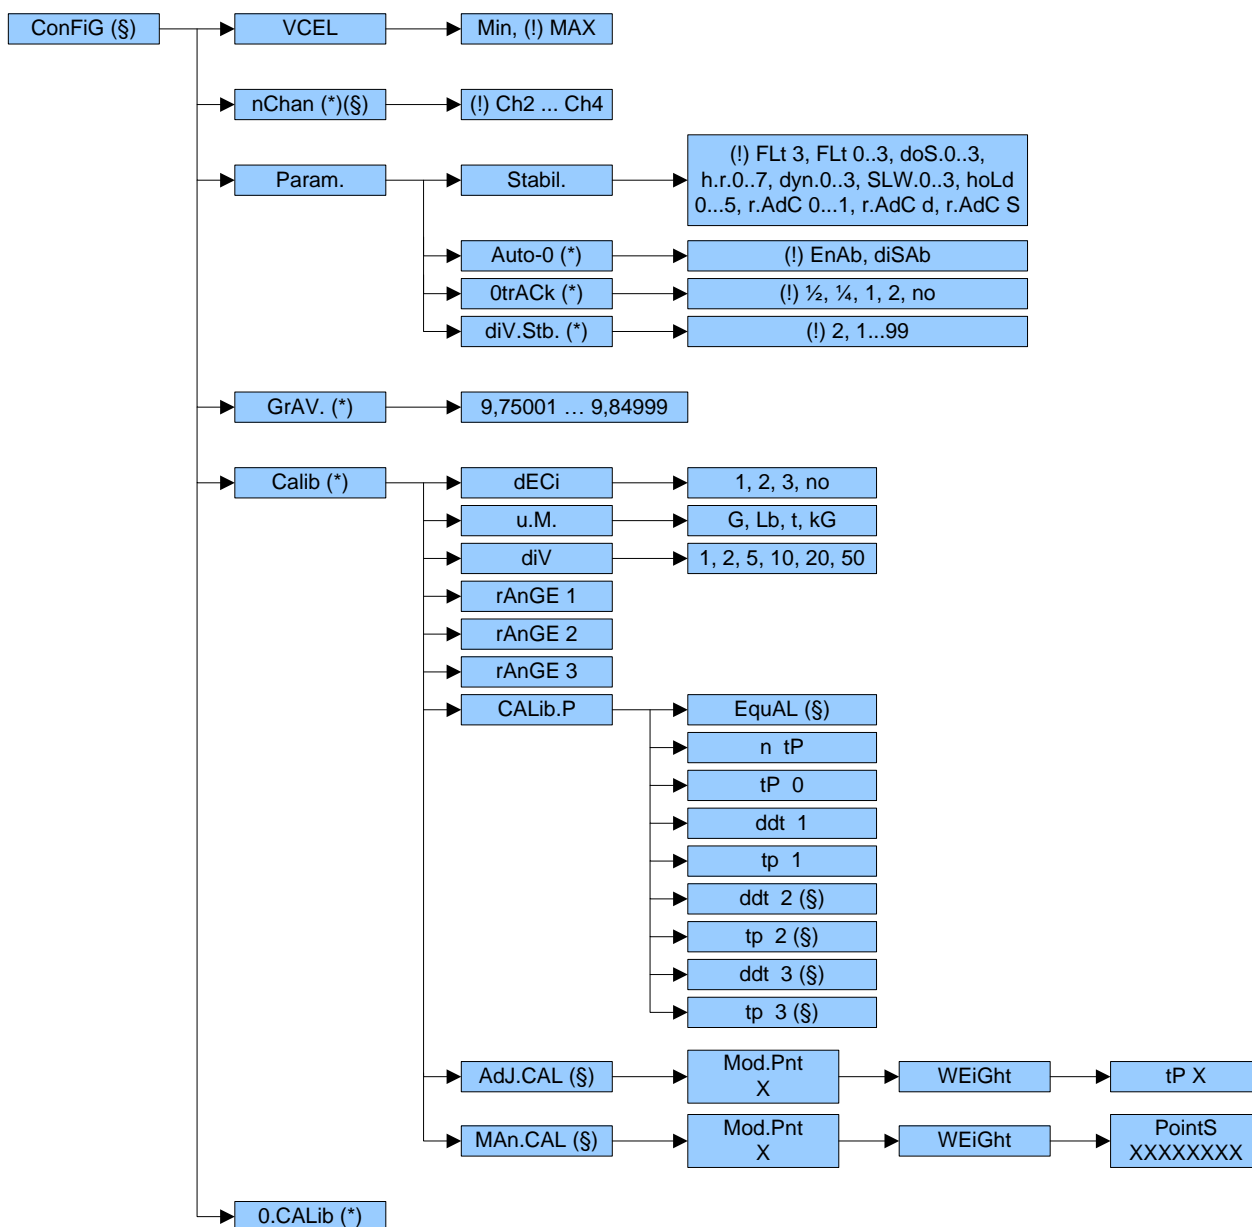 ConFiG (§)
VCEL
Min, (!) MAX
nChan (*)(§)
(!) Ch2 ... Ch4
Param.
Stabil.
(!) FLt 3, FLt 0..3, doS.0..3,
h.r.0..7, dyn.0..3, SLW.0..3, hoLd
0...5, r.AdC 0...1, r.AdC d, r.AdC S
Auto-0 (*)
(!) EnAb, diSAb
0trACk (*)
(!) ½, ¼, 1, 2, no
diV.Stb. (*)
(!) 2, 1...99
GrAV. (*)
9,75001 … 9,84999
Calib (*)
dECi
1, 2, 3, no
u.M.
G, Lb, t, kG
diV
1, 2, 5, 10, 20, 50
rAnGE 1
rAnGE 2
rAnGE 3
CALib.P
EquAL (§)
n tP
tP 0
ddt 1
tp 1
ddt 2 (§)
tp 2 (§)
ddt 3 (§)
tp 3 (§)
AdJ.CAL (§)
Mod.Pnt
X
WEiGht
tP X
MAn.CAL (§)
Mod.Pnt
X
WEiGht
PointS
XXXXXXXX
0.CALib (*)